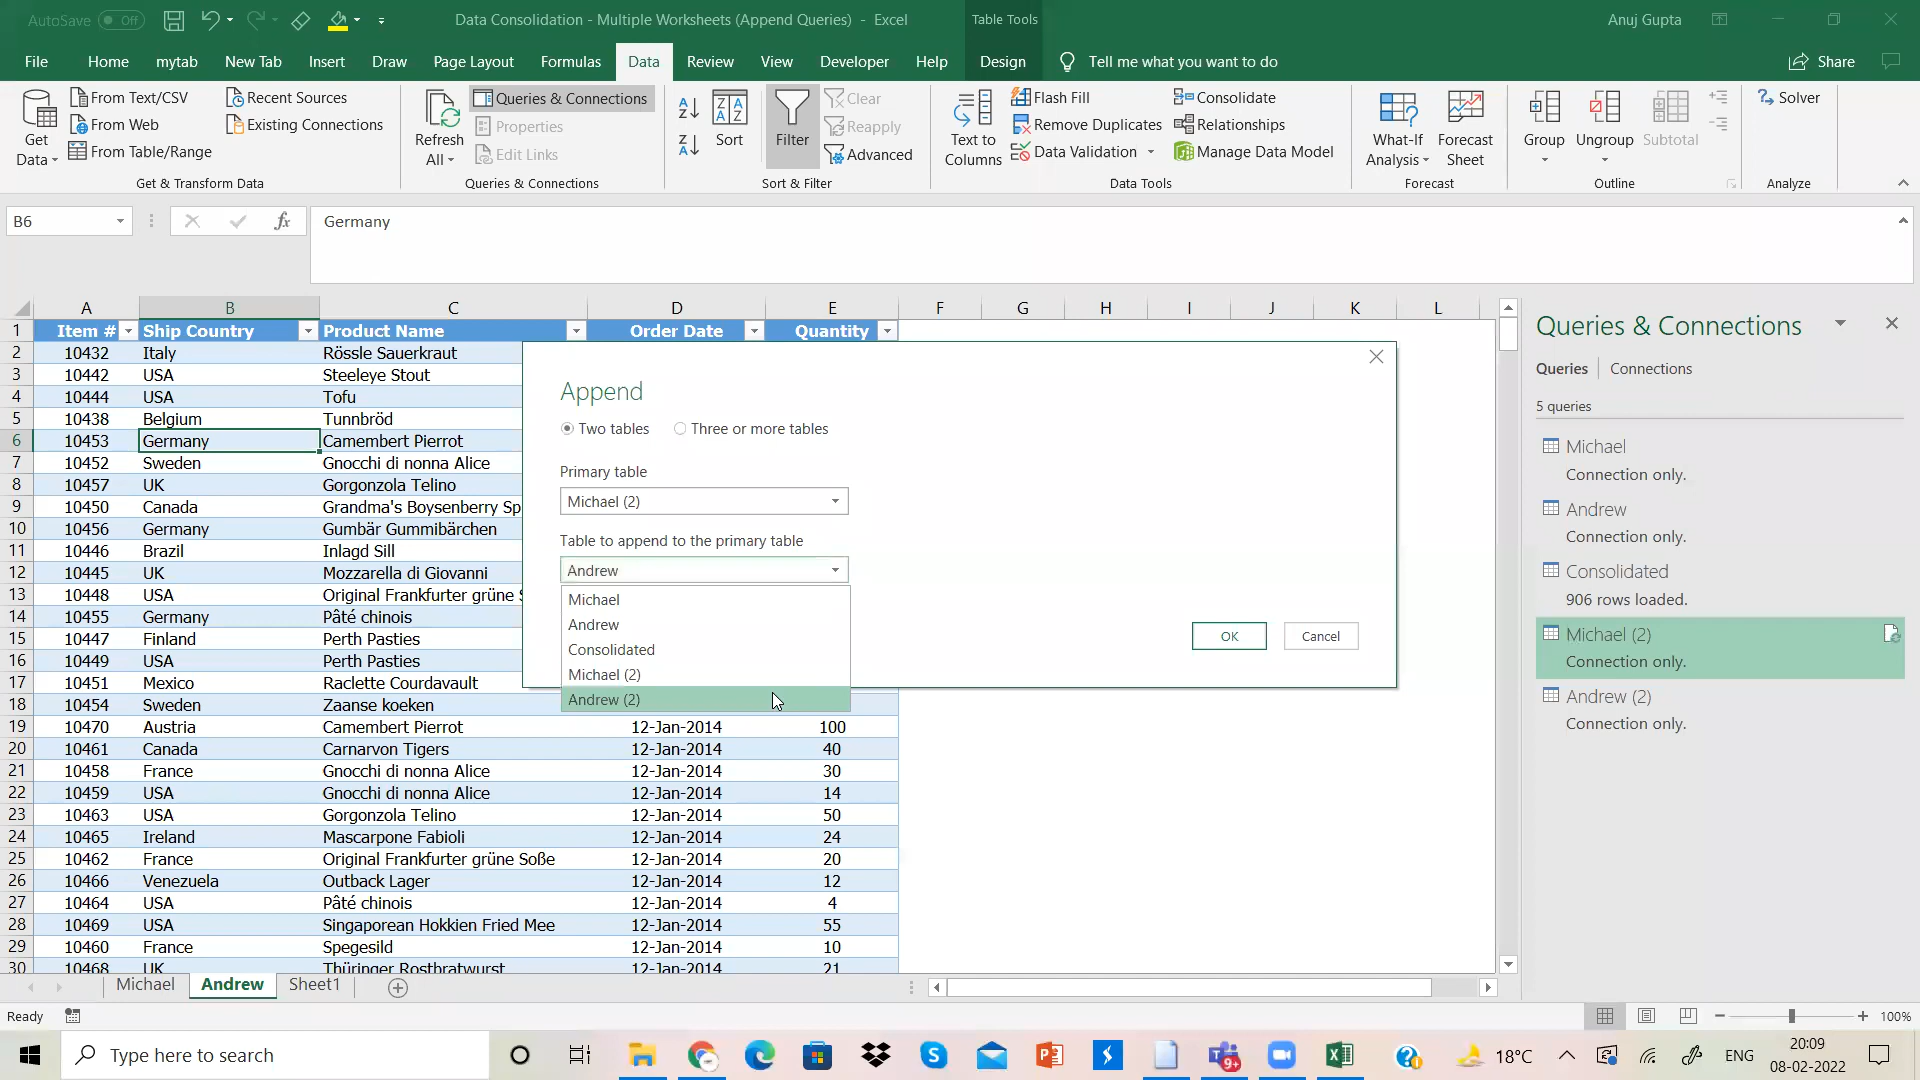 AutoSave Off
Data Consolidation - Multiple Worksheets (Append Queries) - Excel
Table Tools
Anuj Gupta
File Home mytab New Tab Insert Draw Page Layout Formulas Data Review View Developer Help Design Tell me what you want to do Share
Get Data
From Text/CSV
From Web
From Table/Range
Recent Sources
Existing Connections
Get & Transform Data
Refresh All
Queries & Connections
Properties
Edit Links
Queries & Connections
Sort
Filter
Clear
Reapply
Advanced
Sort & Filter
Text to Columns
Flash Fill
Remove Duplicates
Data Validation
Consolidate
Relationships
Manage Data Model
Data Tools
What-If Analysis
Forecast Sheet
Forecast
Group
Ungroup
Subtotal
Outline
Solver
Analyze
B6
fx
Germany
A B C D E F G H I J K L
1 Item # Ship Country Product Name Order Date Quantity
2 10432 Italy Rössle Sauerkraut
3 10442 USA Steeleye Stout
4 10444 USA Tofu
5 10438 Belgium Tunnbröd
6 10453 Germany Camembert Pierrot
7 10452 Sweden Gnocchi di nonna Alice
8 10457 UK Gorgonzola Telino
9 10450 Canada Grandma's Boysenberry Sp
10 10456 Germany Gumbär Gummibärchen
11 10446 Brazil Inlagd Sill
12 10445 UK Mozzarella di Giovanni
13 10448 USA Original Frankfurter grüne S
14 10455 Germany Pâté chinois
15 10447 Finland Perth Pasties
16 10449 USA Perth Pasties
17 10451 Mexico Raclette Courdavault
18 10454 Sweden Zaanse koeken
19 10470 Austria Camembert Pierrot 12-Jan-2014 100
20 10461 Canada Carnarvon Tigers 12-Jan-2014 40
21 10458 France Gnocchi di nonna Alice 12-Jan-2014 30
22 10459 USA Gnocchi di nonna Alice 12-Jan-2014 14
23 10463 USA Gorgonzola Telino 12-Jan-2014 50
24 10465 Ireland Mascarpone Fabioli 12-Jan-2014 24
25 10462 France Original Frankfurter grüne Soße 12-Jan-2014 20
26 10466 Venezuela Outback Lager 12-Jan-2014 12
27 10464 USA Pâté chinois 12-Jan-2014 4
28 10469 USA Singaporean Hokkien Fried Mee 12-Jan-2014 55
29 10460 France Spegesild 12-Jan-2014 10
30 10468 UK Thüringer Rostbratwurst 12-Jan-2014 21
Append
Two tables Three or more tables
Primary table
Michael (2)
Table to append to the primary table
Andrew
Michael
Andrew
Consolidated
Michael (2)
Andrew (2)
OK Cancel
Queries & Connections
Queries Connections
5 queries
Michael
Connection only.
Andrew
Connection only.
Consolidated
906 rows loaded.
Michael (2)
Connection only.
Andrew (2)
Connection only.
Michael Andrew Sheet1
Ready
100%
Type here to search
9+
18°C
ENG
20:09
08-02-2022